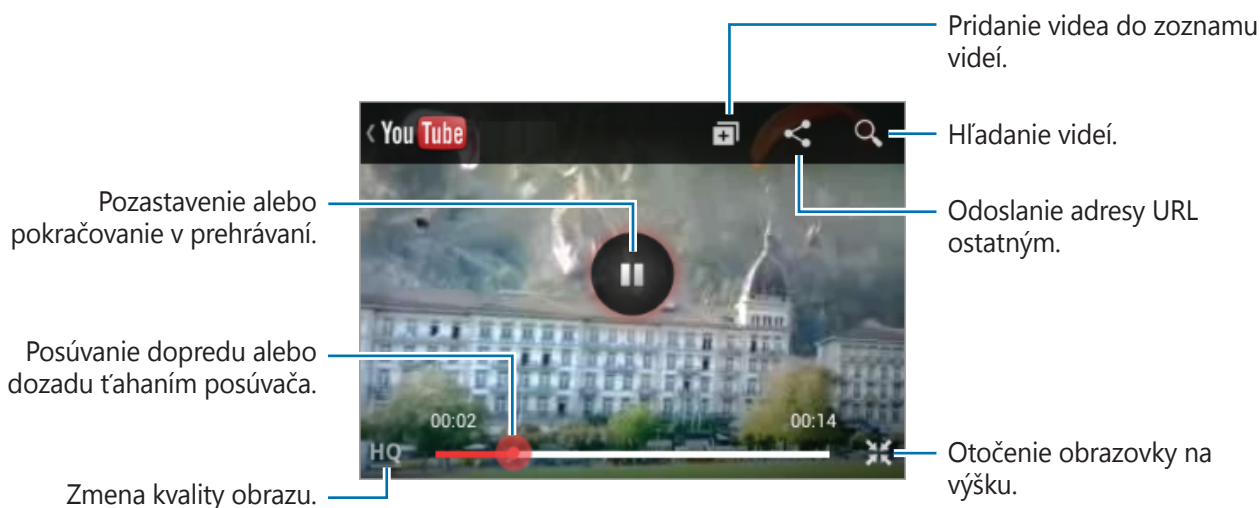 Pridanie videa do zoznamu
videí.
You Tube
Hľadanie videí.
Pozastavenie alebo
pokračovanie v prehrávaní.
Odoslanie adresy URL
ostatným.
Posúvanie dopredu alebo
dozadu ťahaním posúvača.
00:02
00:14
HQ
Otočenie obrazovky na
výšku.
Zmena kvality obrazu.